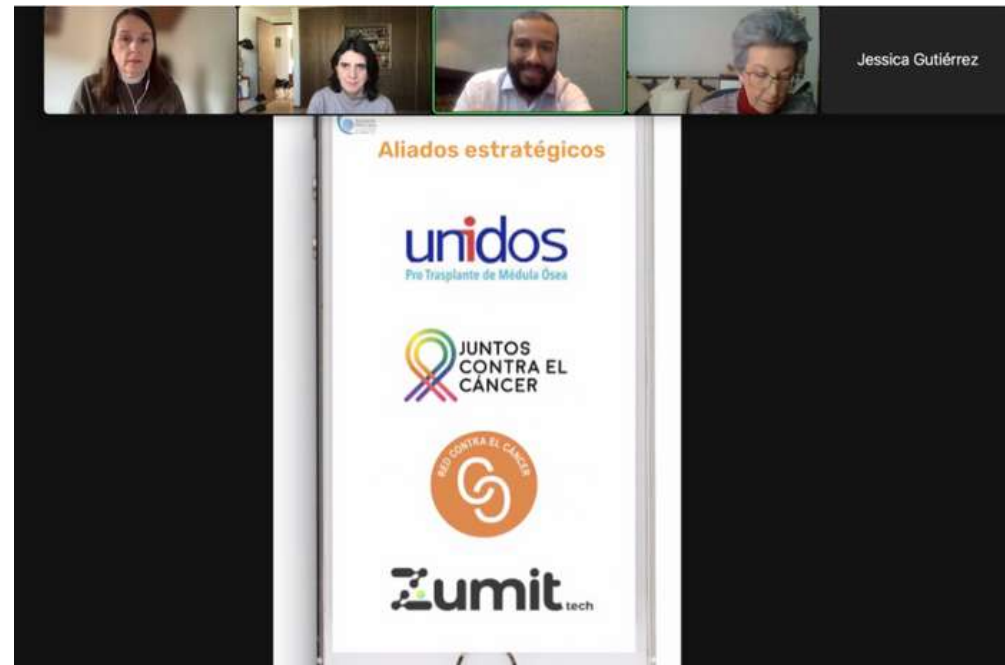 Jessica Gutiérrez
Aliados estratégicos
unidos
Pro Trasplante de Médula Ósea
JUNTOS
CONTRA EL
CÁNCER
RED CONTRA EL CÁNCER
Zumit tech